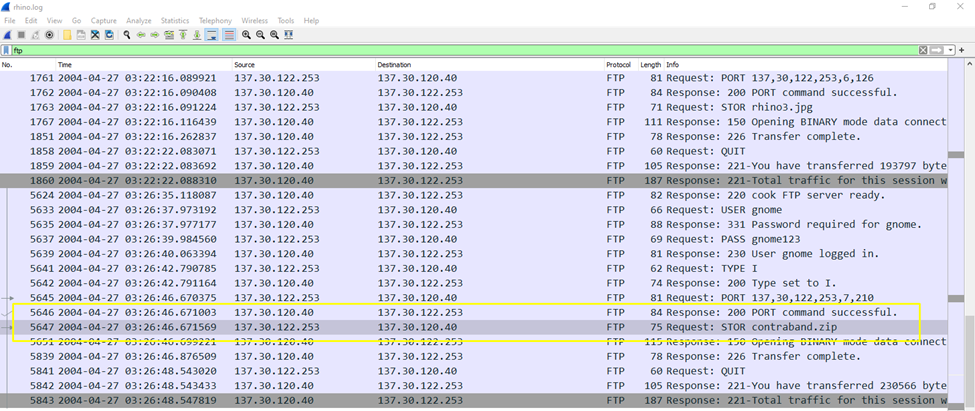 rhino.log
File Edit View Go Capture Analyze Statistics Telephony Wireless Tools Help
ftp
No. Time Source Destination Protocol Length Info
1761 2004-04-27 03:22:16.089921 137.30.122.253 137.30.120.40 FTP 81 Request: PORT 137,30,122,253,6,126
1762 2004-04-27 03:22:16.090408 137.30.120.40 137.30.122.253 FTP 84 Response: 200 PORT command successful.
1763 2004-04-27 03:22:16.091224 137.30.122.253 137.30.120.40 FTP 71 Request: STOR rhino3.jpg
1767 2004-04-27 03:22:16.116439 137.30.120.40 137.30.122.253 FTP 111 Response: 150 Opening BINARY mode data connect
1851 2004-04-27 03:22:16.262837 137.30.120.40 137.30.122.253 FTP 78 Response: 226 Transfer complete.
1858 2004-04-27 03:22:22.083071 137.30.122.253 137.30.120.40 FTP 60 Request: QUIT
1859 2004-04-27 03:22:22.083692 137.30.120.40 137.30.122.253 FTP 105 Response: 221-You have transferred 193797 byte
1860 2004-04-27 03:22:22.088310 137.30.120.40 137.30.122.253 FTP 187 Response: 221-Total traffic for this session w
5624 2004-04-27 03:26:35.118087 137.30.120.40 137.30.122.253 FTP 82 Response: 220 cook FTP server ready.
5633 2004-04-27 03:26:37.973192 137.30.122.253 137.30.120.40 FTP 66 Request: USER gnome
5635 2004-04-27 03:26:37.977177 137.30.120.40 137.30.122.253 FTP 88 Response: 331 Password required for gnome.
5637 2004-04-27 03:26:39.984560 137.30.122.253 137.30.120.40 FTP 69 Request: PASS gnome123
5639 2004-04-27 03:26:40.063394 137.30.120.40 137.30.122.253 FTP 81 Response: 230 User gnome logged in.
5641 2004-04-27 03:26:42.790785 137.30.122.253 137.30.120.40 FTP 62 Request: TYPE I
5642 2004-04-27 03:26:42.791164 137.30.120.40 137.30.122.253 FTP 74 Response: 200 Type set to I.
5645 2004-04-27 03:26:46.670375 137.30.122.253 137.30.120.40 FTP 81 Request: PORT 137,30,122,253,7,210
5646 2004-04-27 03:26:46.671003 137.30.120.40 137.30.122.253 FTP 84 Response: 200 PORT command successful.
5647 2004-04-27 03:26:46.671569 137.30.122.253 137.30.120.40 FTP 75 Request: STOR contraband.zip
5651 2004-04-27 03:26:46.699221 137.30.120.40 137.30.122.253 FTP 115 Response: 150 Opening BINARY mode data connect
5839 2004-04-27 03:26:46.876509 137.30.120.40 137.30.122.253 FTP 78 Response: 226 Transfer complete.
5841 2004-04-27 03:26:48.543020 137.30.122.253 137.30.120.40 FTP 60 Request: QUIT
5842 2004-04-27 03:26:48.543433 137.30.120.40 137.30.122.253 FTP 105 Response: 221-You have transferred 230566 byte
5843 2004-04-27 03:26:48.547819 137.30.120.40 137.30.122.253 FTP 187 Response: 221-Total traffic for this session w